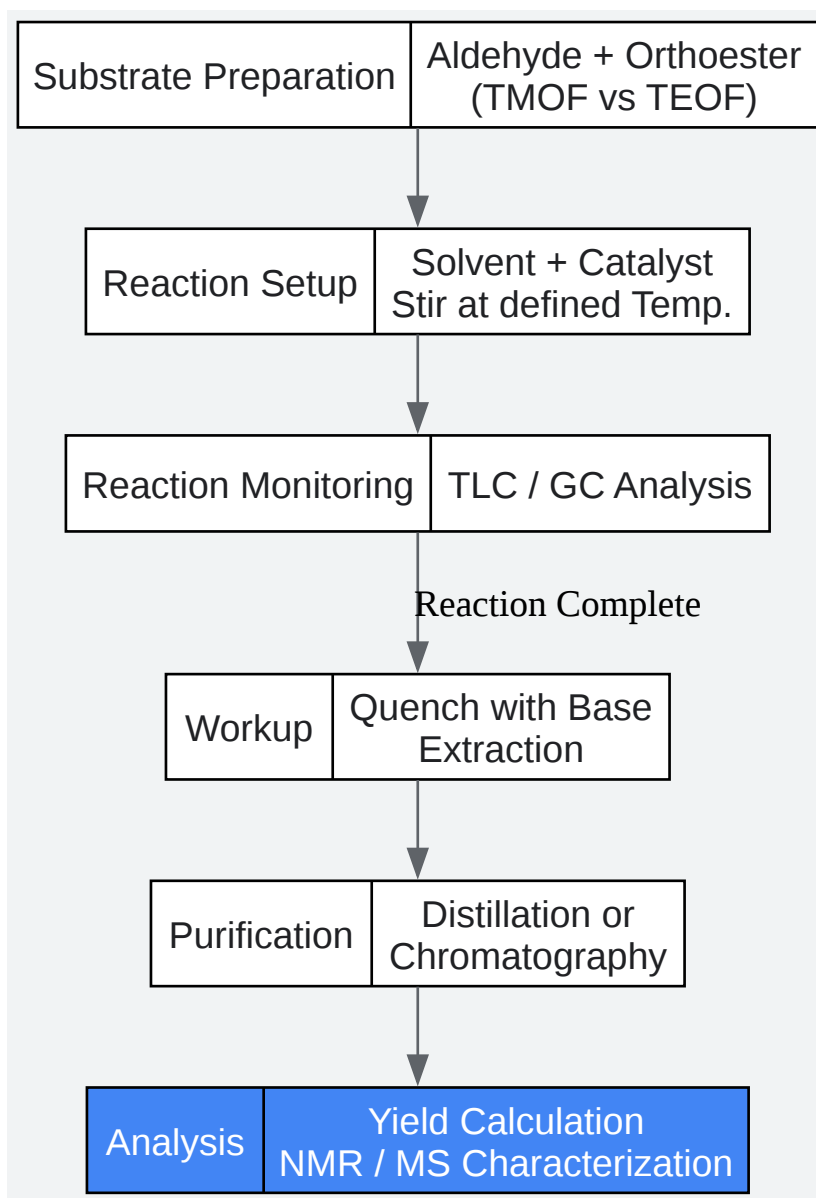 Substrate Preparation
Aldehyde + Orthoester
(TMOF vs TEOF)
Reaction Setup
Solvent + Catalyst
Stir at defined Temp.
Reaction Monitoring
TLC / GC Analysis
Reaction Complete
Workup
Quench with Base
Extraction
Purification
Distillation or
Chromatography
Analysis
Yield Calculation
NMR / MS Characterization